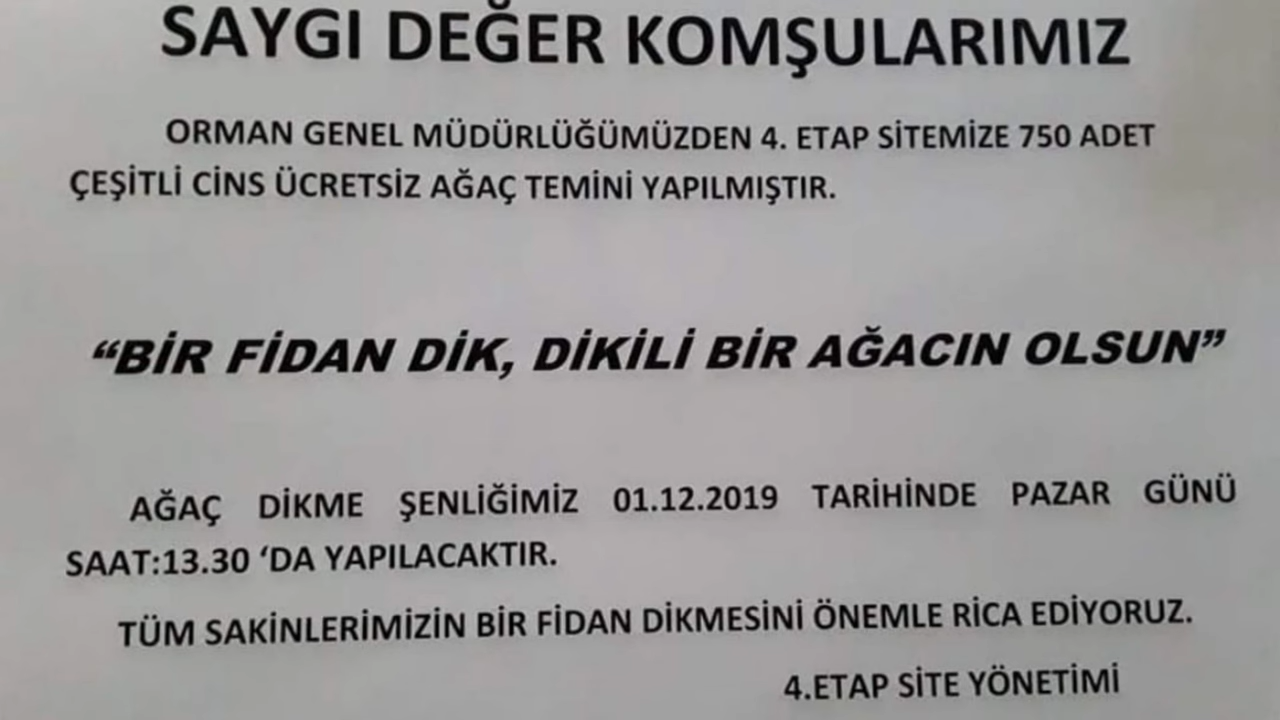 SAYGI DEĞER KOMŞULARIMIZ
ORMAN GENEL MÜDÜRLÜĞÜMÜZDEN 4. ETAP SİTEMİZE 750 ADET
ÇEŞİTLİ CİNS ÜCRETSİZ AĞAÇ TEMİNİ YAPILMIŞTIR.
“BİR FİDAN DİK, DİKİLİ BİR AĞACIN OLSUN”
AĞAÇ DİKME ŞENLİĞİMİZ 01.12.2019 TARİHİNDE PAZAR GÜNÜ
SAAT:13.30 ‘DA YAPILACAKTIR.
TÜM SAKİNLERİMİZİN BİR FİDAN DİKMESİNİ ÖNEMLE RİCA EDİYORUZ.
4.ETAP SİTE YÖNETİMİ